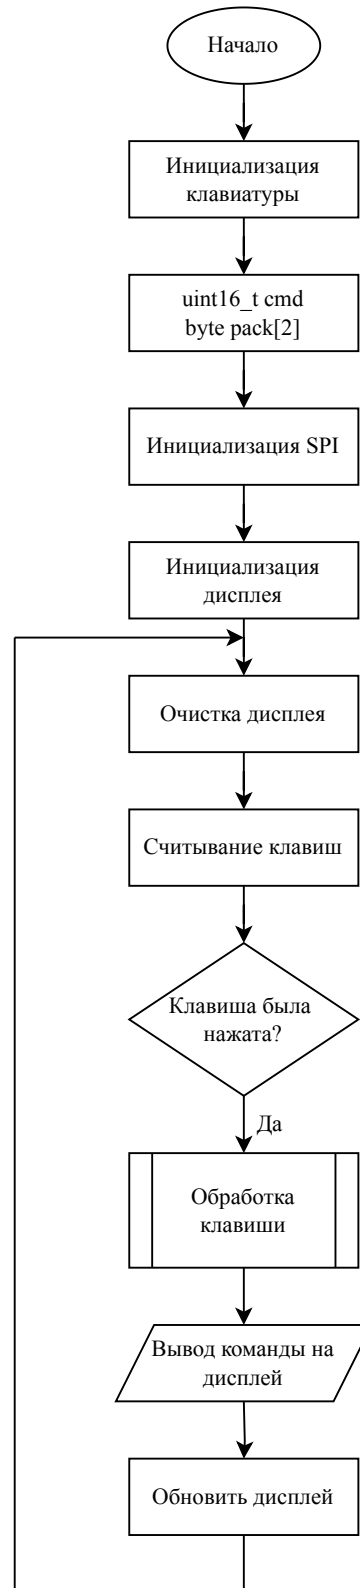 Начало
Инициализация
клавиатуры
uint16_t cmd
byte pack[2]
Инициализация SPI
Инициализация
дисплея
Очистка дисплея
Считывание клавиш
Клавиша была
нажата?
Да
Обработка
клавиши
Вывод команды на
дисплей
Обновить дисплей